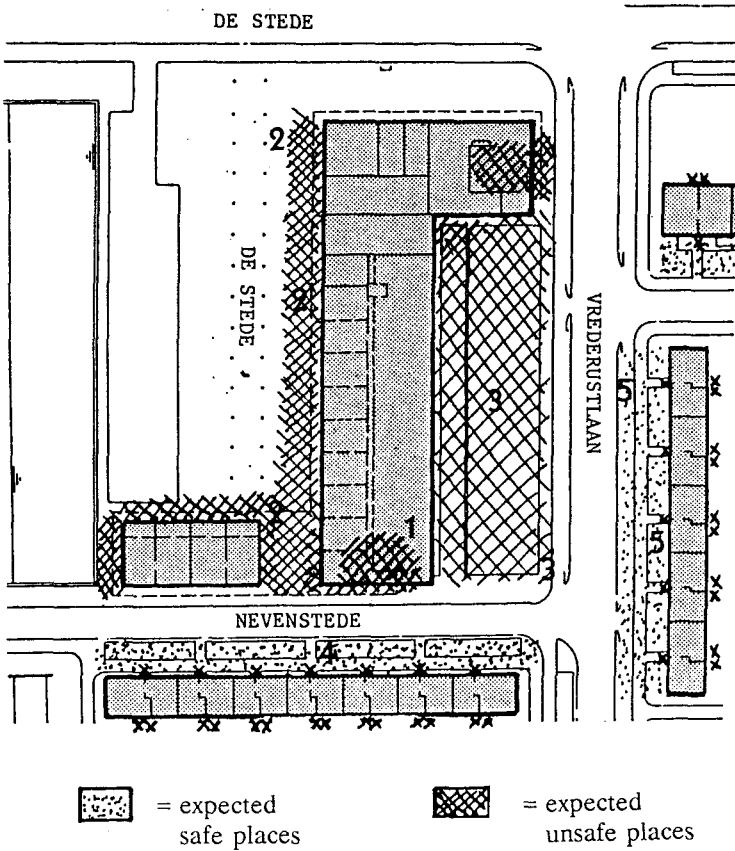 DE STEDE
2
DE STEDE
2
VREDERUSTLAAN
5
3
2
1
5
3
NEVENSTEDE
4
= expected
safe places
= expected
unsafe places